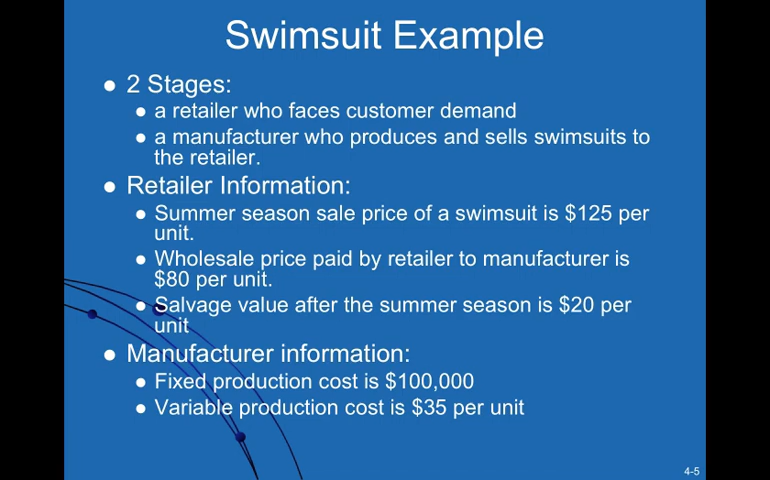 Swimsuit Example
● 2 Stages:
● a retailer who faces customer demand
● a manufacturer who produces and sells swimsuits to
the retailer.
● Retailer Information:
● Summer season sale price of a swimsuit is $125 per
unit.
● Wholesale price paid by retailer to manufacturer is
$80 per unit.
● Salvage value after the summer season is $20 per
unit
● Manufacturer information:
● Fixed production cost is $100,000
● Variable production cost is $35 per unit
4-5